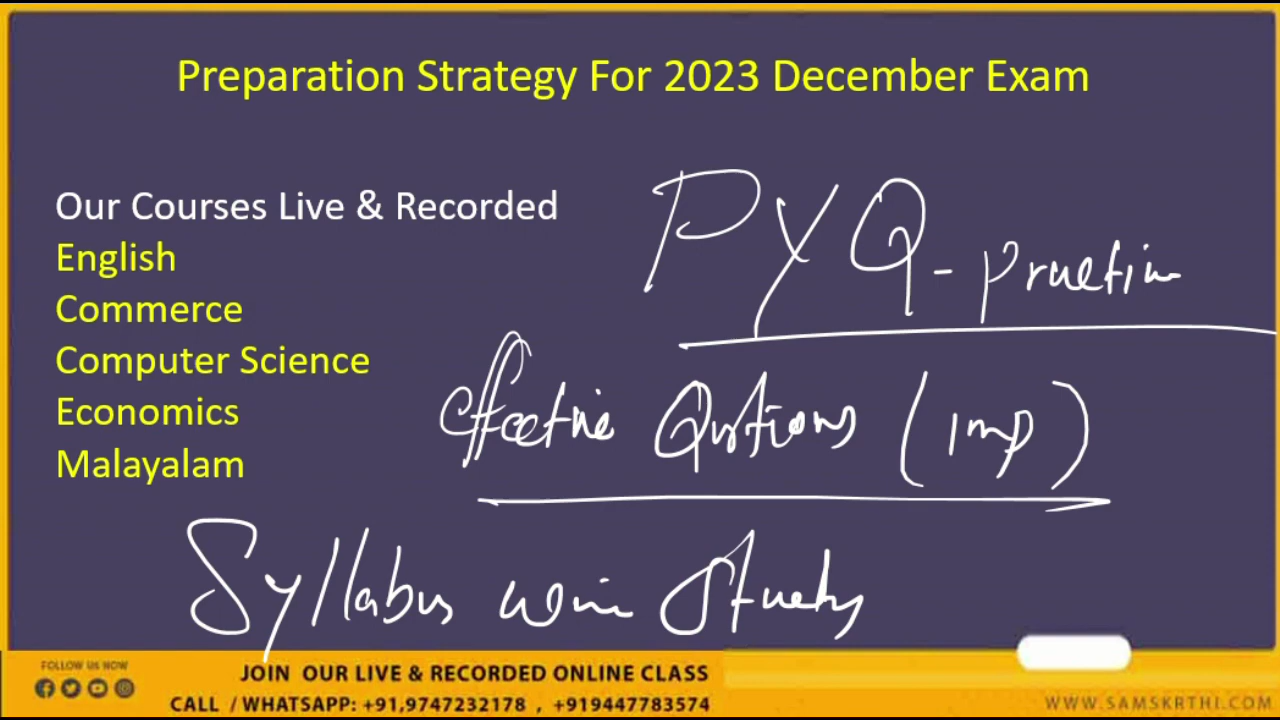 Preparation Strategy For 2023 December Exam
Our Courses Live & Recorded
English
Commerce
Computer Science
Economics
Malayalam
PYQ - Practice
Effective Questions (imp)
Syllabus wise Study
FOLLOW US NOW
JOIN OUR LIVE & RECORDED ONLINE CLASS
CALL / WHATSAPP: +91,9747232178 , +919447783574
WWW.SAMSKRTHI.COM